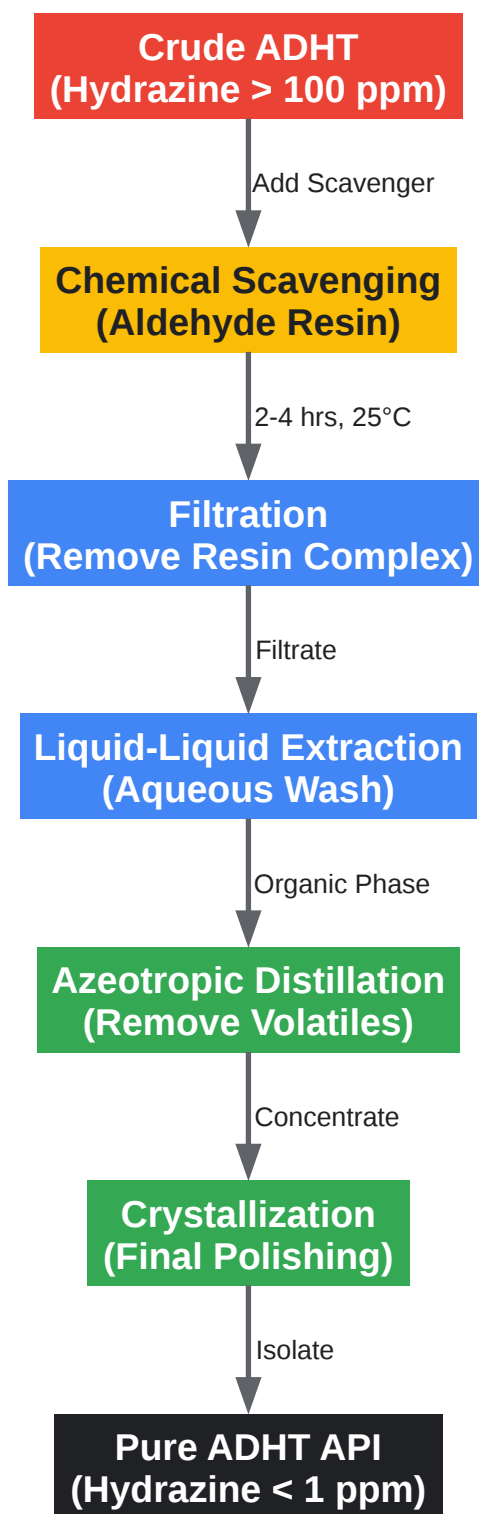 Crude ADHT
(Hydrazine > 100 ppm)
Add Scavenger
Chemical Scavenging
(Aldehyde Resin)
2-4 hrs, 25°C
Filtration
(Remove Resin Complex)
Filtrate
Liquid-Liquid Extraction
(Aqueous Wash)
Organic Phase
Azeotropic Distillation
(Remove Volatiles)
Concentrate
Crystallization
(Final Polishing)
Isolate
Pure ADHT API
(Hydrazine < 1 ppm)